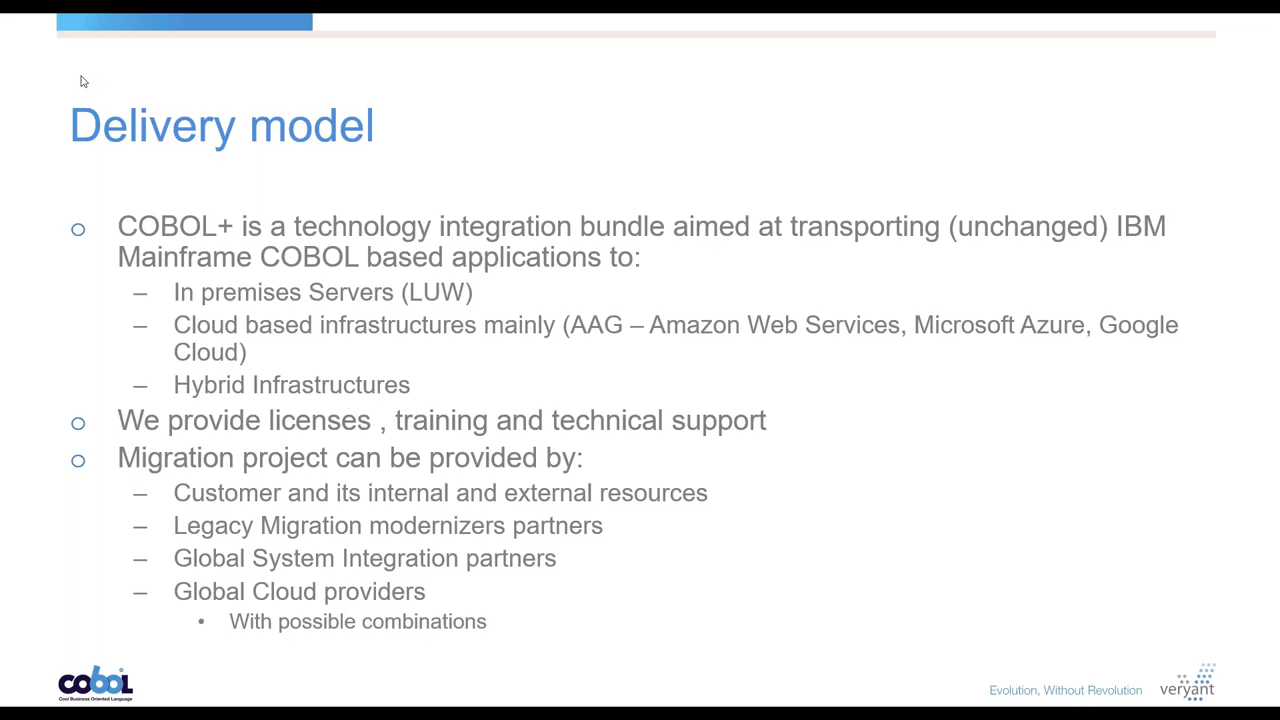 Delivery model
o COBOL+ is a technology integration bundle aimed at transporting (unchanged) IBM
Mainframe COBOL based applications to:
– In premises Servers (LUW)
– Cloud based infrastructures mainly (AAG – Amazon Web Services, Microsoft Azure, Google
Cloud)
– Hybrid Infrastructures
o We provide licenses , training and technical support
o Migration project can be provided by:
– Customer and its internal and external resources
– Legacy Migration modernizers partners
– Global System Integration partners
– Global Cloud providers
• With possible combinations
cobol
Cool Business Oriented Language
Evolution, Without Revolution
veryant